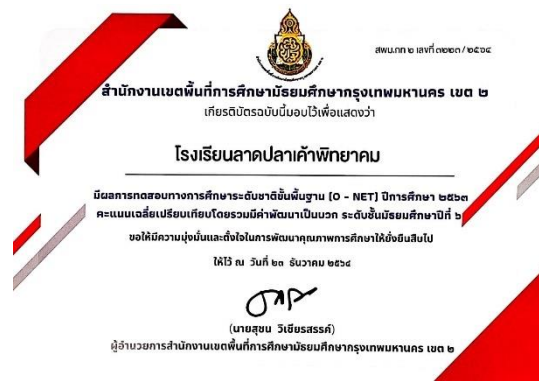 สพม.กท ๒ เลขที่ ๓๒๒๓ / ๒๕๖๔
สำนักงานเขตพื้นที่การศึกษามัธยมศึกษากรุงเทพมหานคร เขต ๒
เกียรติบัตรฉบับนี้มอบไว้เพื่อแสดงว่า
โรงเรียนลาดปลาเค้าพิทยาคม
มีผลการทดสอบทางการศึกษาระดับชาติขั้นพื้นฐาน (O - NET) ปีการศึกษา ๒๕๖๓
คะแนนเฉลี่ยเปรียบเทียบโดยรวมมีค่าพัฒนาเป็นบวก ระดับชั้นมัธยมศึกษาปีที่
ขอให้มีความมุ่งมั่นและตั้งใจในการพัฒนาคุณภาพการศึกษาให้ยั่งยืนสืบไป
ให้ไว้ ณ วันที่ ๒๓ ธันวาคม ๒๕๖๔
(นายสุชน วิเชียรสรรค์)
ผู้อำนวยการสำนักงานเขตพื้นที่การศึกษามัธยมศึกษากรุงเทพมหานคร เขต ๒